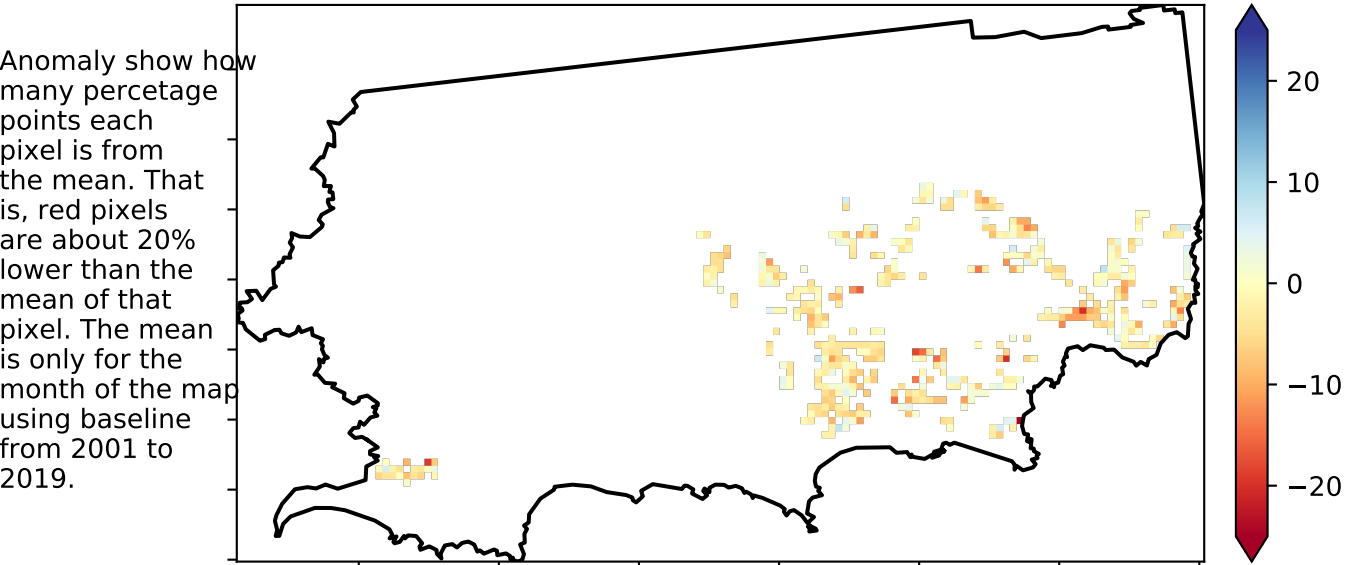 Anomaly show how
many percetage
points each
pixel is from
the mean. That
is, red pixels
are about 20%
lower than the
mean of that
pixel. The mean
is only for the
month of the map
using baseline
from 2001 to
2019.
20
10
0
−10
−20